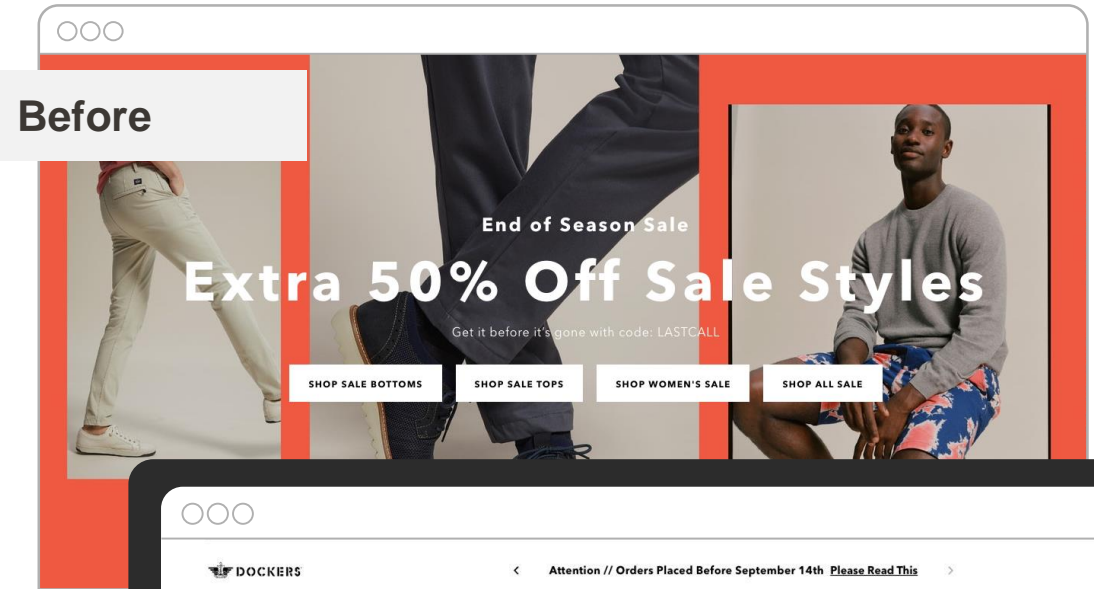 Before
End of Season Sale
Extra 50% Off Sale Styles
Get it before it's gone with code: LASTCALL
SHOP SALE BOTTOMS
SHOP SALE TOPS
SHOP WOMEN'S SALE
SHOP ALL SALE
DOCKERS
Attention // Orders Placed Before September 14th Please Read This